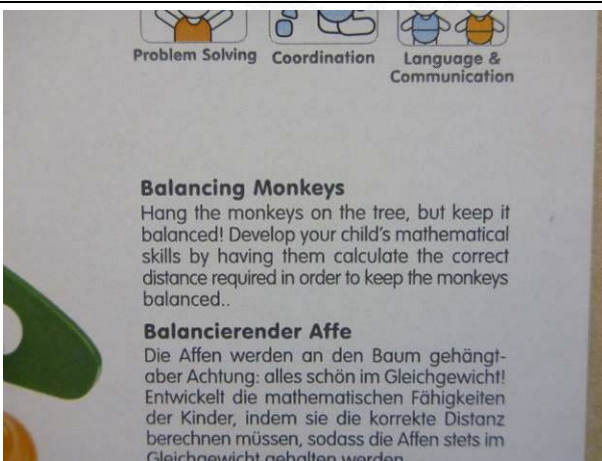 Problem Solving
Coordination
Language &
Communication
Balancing Monkeys
Hang the monkeys on the tree, but keep it
balanced! Develop your child's mathematical
skills by having them calculate the correct
distance required in order to keep the monkeys
balanced..
Balancierender Affe
Die Affen werden an den Baum gehängt-
aber Achtung: alles schön im Gleichgewicht!
Entwickelt die mathematischen Fähigkeiten
der Kinder, indem sie die korrekte Distanz
berechnen müssen, sodass die Affen stets im
Gleichgewicht gehalten werden